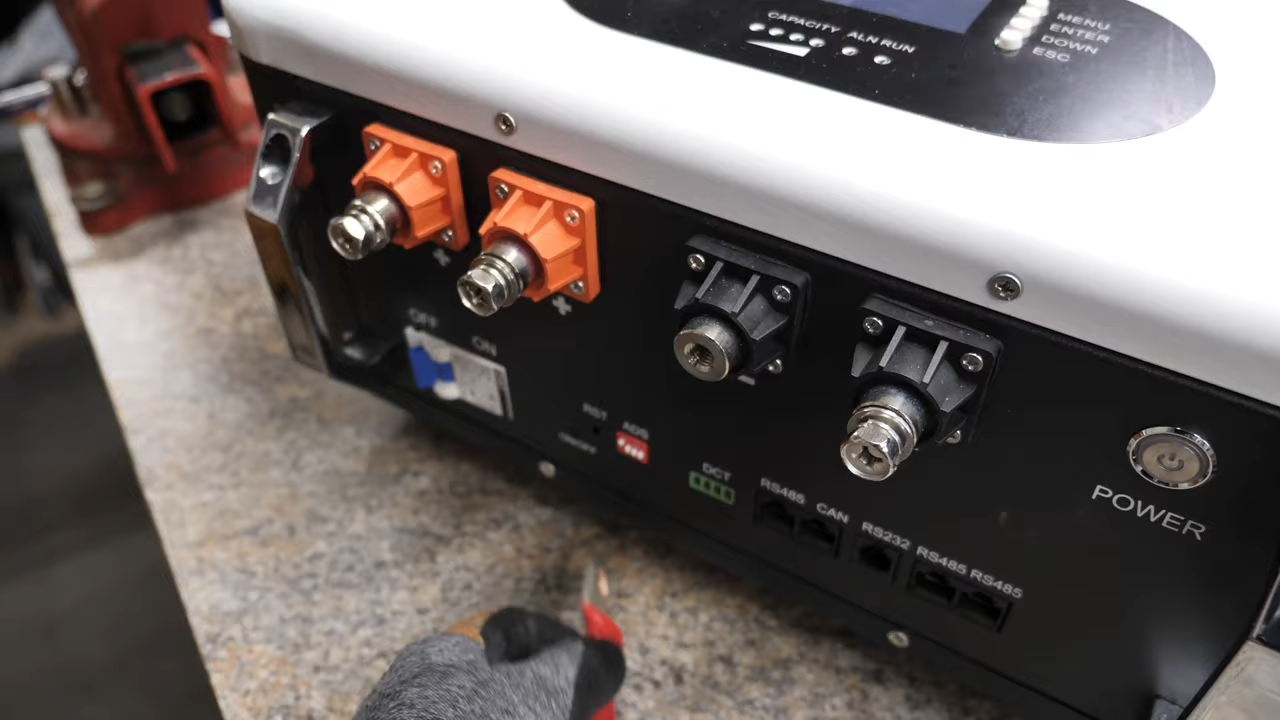 CAPACITY ALN RUN
MENU
ENTER
DOWN
ESC
OFF
ON
RST
ADS
DCT
RS485
CAN
RS232
RS485
RS485
POWER